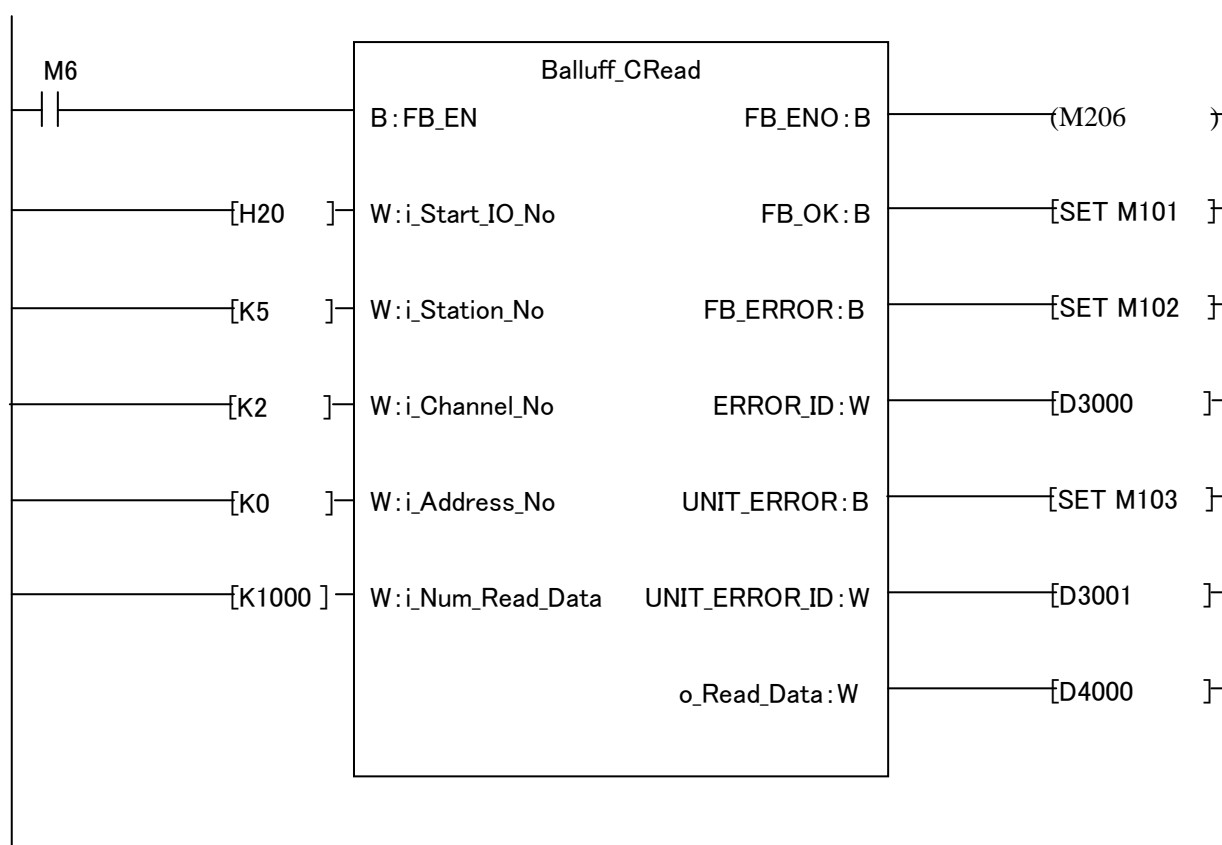 Balluff_CRead
M6
B:FB_EN FB_ENO:B (M206 )
[H20 ] W:i_Start_IO_No FB_OK:B [SET M101 ]
[K5 ] W:i_Station_No FB_ERROR:B [SET M102 ]
[K2 ] W:i_Channel_No ERROR_ID:W [D3000 ]
[K0 ] W:i_Address_No UNIT_ERROR:B [SET M103 ]
[K1000 ] W:i_Num_Read_Data UNIT_ERROR_ID:W [D3001 ]
o_Read_Data:W [D4000 ]